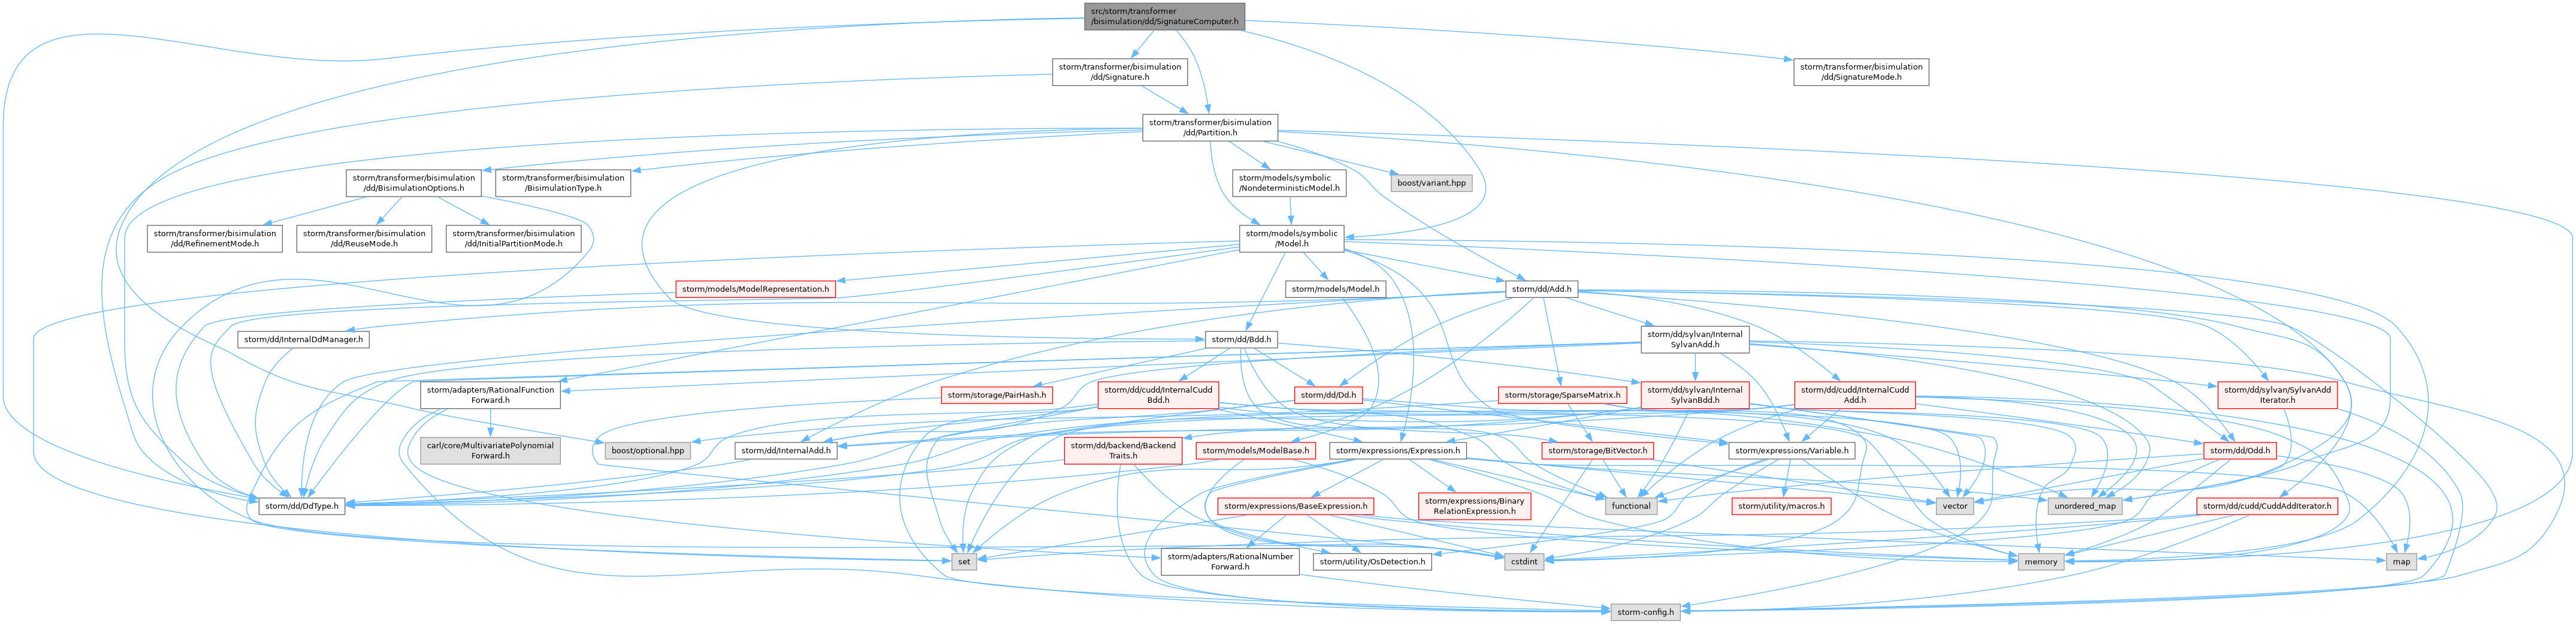 src/storm/transformer
/bisimulation/dd/SignatureComputer.h
storm/transformer/bisimulation
/dd/Signature.h
storm/transformer/bisimulation
/dd/SignatureMode.h
storm/transformer/bisimulation
/dd/Partition.h
storm/transformer/bisimulation
/dd/BisimulationOptions.h
storm/transformer/bisimulation
/BisimulationType.h
storm/models/symbolic
/NondeterministicModel.h
boost/variant.hpp
storm/transformer/bisimulation
/dd/RefinementMode.h
storm/transformer/bisimulation
/dd/ReuseMode.h
storm/transformer/bisimulation
/dd/InitialPartitionMode.h
storm/models/symbolic
/Model.h
storm/models/ModelRepresentation.h
storm/models/Model.h
storm/dd/Add.h
storm/dd/InternalDdManager.h
storm/dd/Bdd.h
storm/dd/sylvan/Internal
SylvanAdd.h
storm/adapters/RationalFunction
Forward.h
storm/storage/PairHash.h
storm/dd/cudd/InternalCudd
Bdd.h
storm/dd/Dd.h
storm/storage/SparseMatrix.h
storm/dd/sylvan/Internal
SylvanBdd.h
storm/dd/cudd/InternalCudd
Add.h
storm/dd/sylvan/SylvanAdd
Iterator.h
carl/core/MultivariatePolynomial
Forward.h
boost/optional.hpp
storm/dd/InternalAdd.h
storm/dd/backend/Backend
Traits.h
storm/models/ModelBase.h
storm/expressions/Expression.h
storm/storage/BitVector.h
storm/expressions/Variable.h
storm/dd/Odd.h
storm/dd/DdType.h
storm/expressions/BaseExpression.h
storm/expressions/Binary
RelationExpression.h
functional
storm/utility/macros.h
vector
unordered_map
storm/dd/cudd/CuddAddIterator.h
set
storm/adapters/RationalNumber
Forward.h
storm/utility/OsDetection.h
cstdint
memory
map
storm-config.h